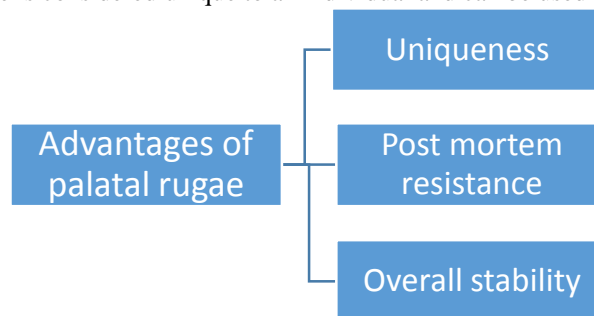 Uniqueness
Advantages of
palatal rugae
Post mortem
resistance
Overall stability